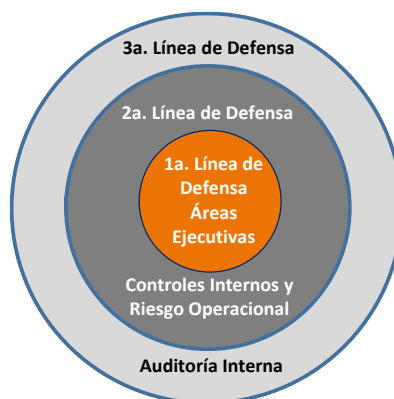 3a. Línea de Defensa
2a. Línea de Defensa
1a. Línea de
Defensa
Áreas
Ejecutivas
Controles Internos y
Riesgo Operacional
Auditoría Interna